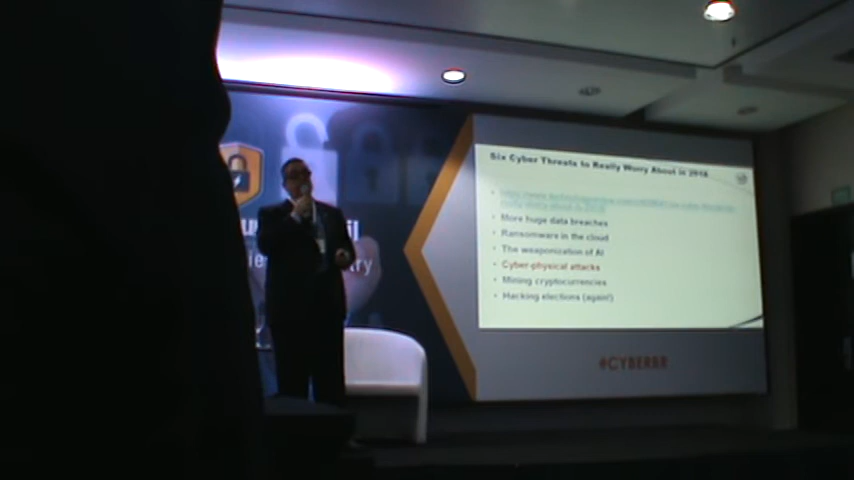 Six Cyber Threats to Really Worry About in 2018
More huge data breaches
Ransomware in the cloud
The weaponization of AI
Cyber-physical attacks
Mining cryptocurrencies
Hacking elections (again!)
#CYBERBR